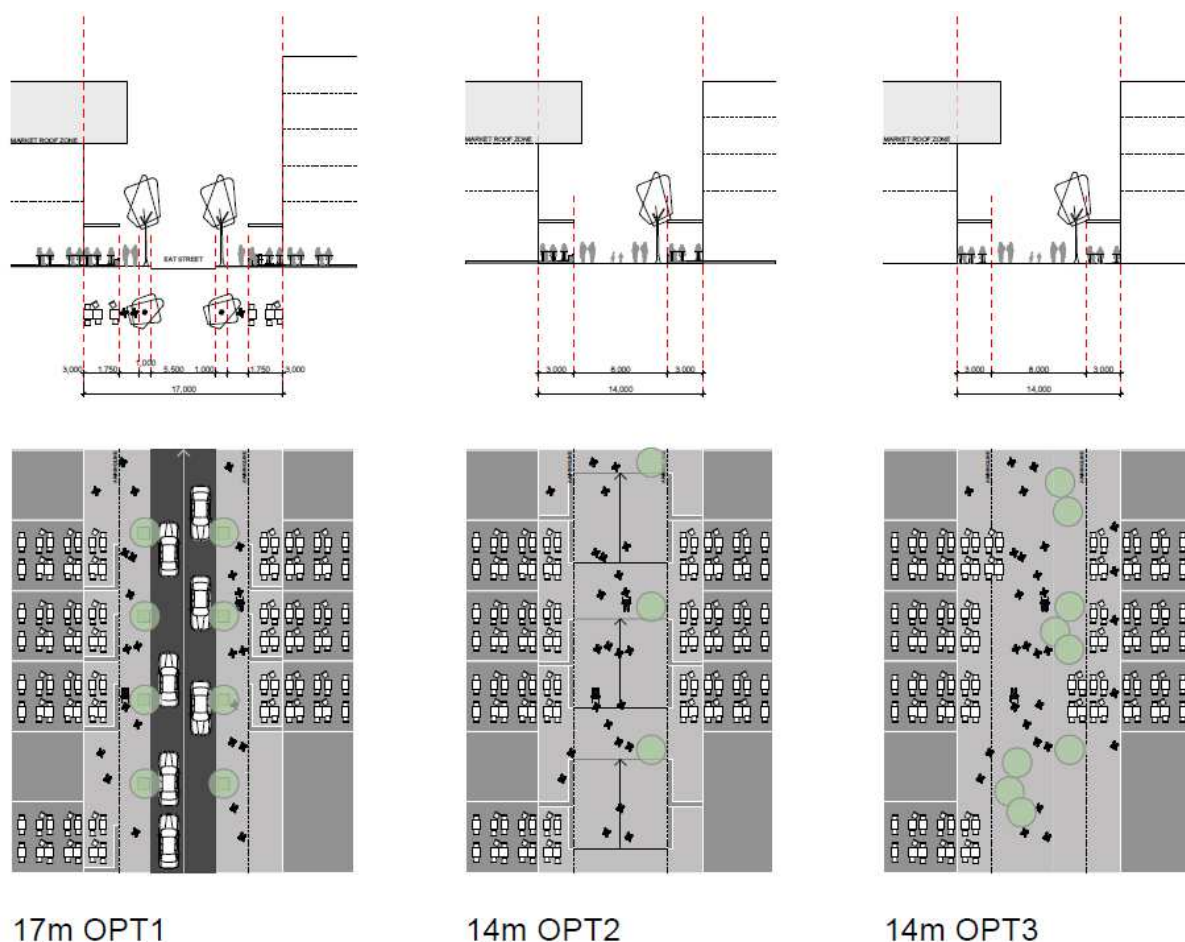 MARKET ROOF ZONE
EAT STREET
MARKET ROOF ZONE
MARKET ROOF ZONE
1,000
3,000 1,750 5,500 1,000 1,750 3,000
17,000
3,000 8,000 3,000
14,000
3,000 8,000 3,000
14,000
17m OPT1
14m OPT2
14m OPT3